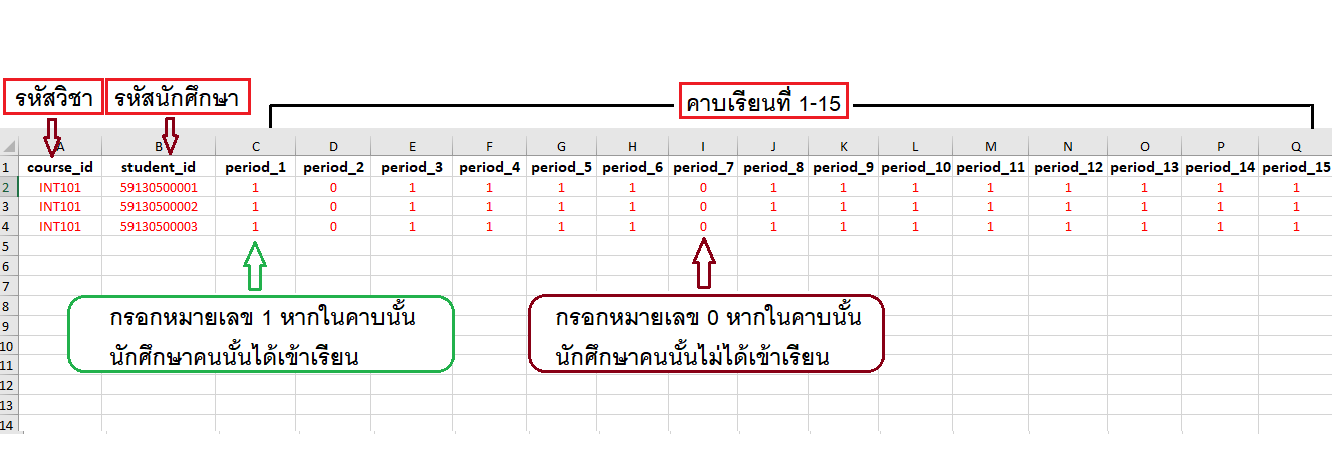 รหัสวิชา รหัสนักศึกษา คาบเรียนที่ 1-15
A B C D E F G H I J K L M N O P Q
1 course_id student_id period_1 period_2 period_3 period_4 period_5 period_6 period_7 period_8 period_9 period_10 period_11 period_12 period_13 period_14 period_15
2 INT101 59130500001 1 0 1 1 1 1 0 1 1 1 1 1 1 1 1
3 INT101 59130500002 1 0 1 1 1 1 0 1 1 1 1 1 1 1 1
4 INT101 59130500003 1 0 1 1 1 1 0 1 1 1 1 1 1 1 1
5
6
7
8
9
10
11
12
13
14
กรอกหมายเลข 1 หากในคาบนั้น
นักศึกษาคนนั้นได้เข้าเรียน
กรอกหมายเลข 0 หากในคาบนั้น
นักศึกษาคนนั้นไม่ได้เข้าเรียน